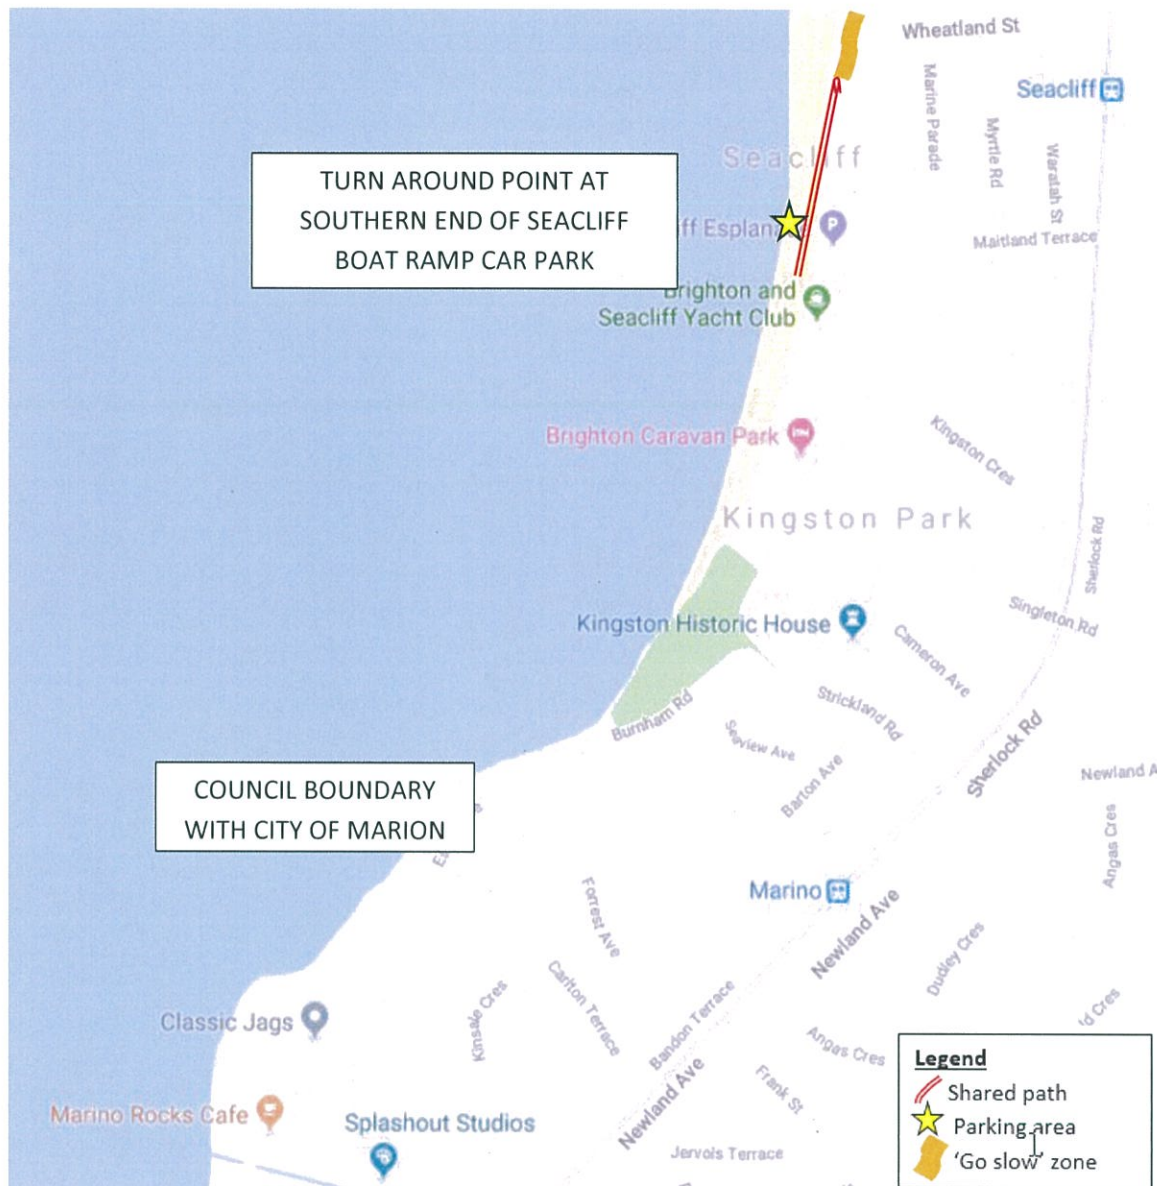 Wheatland St
Seacliff
Marine Parade
Myrtle Rd
Waratah St
Seacliff
TURN AROUND POINT AT
SOUTHERN END OF SEACLIFF
BOAT RAMP CAR PARK
ff Esplana
P
Maitland Terrace
Brighton and
Seacliff Yacht Club
Brighton Caravan Park
Kingston Cres
Kingston Park
Sherlock Rd
Kingston Historic House
Singleton Rd
Cameron Ave
Strickland Rd
Burnham Rd
Seaview Ave
Sherlock Rd
Barton Ave
Newland A
COUNCIL BOUNDARY
WITH CITY OF MARION
Angas Cres
Marino
Forrest Ave
Newland Ave
Dudley Cres
Carlton Terrace
Kinsale Cres
Classic Jags
Bandon Terrace
Angas Cres
'd Cres
Frank St
Newland Ave
Marino Rocks Cafe
Splashout Studios
Jervois Terrace
Legend
Shared path
Parking area
'Go slow' zone